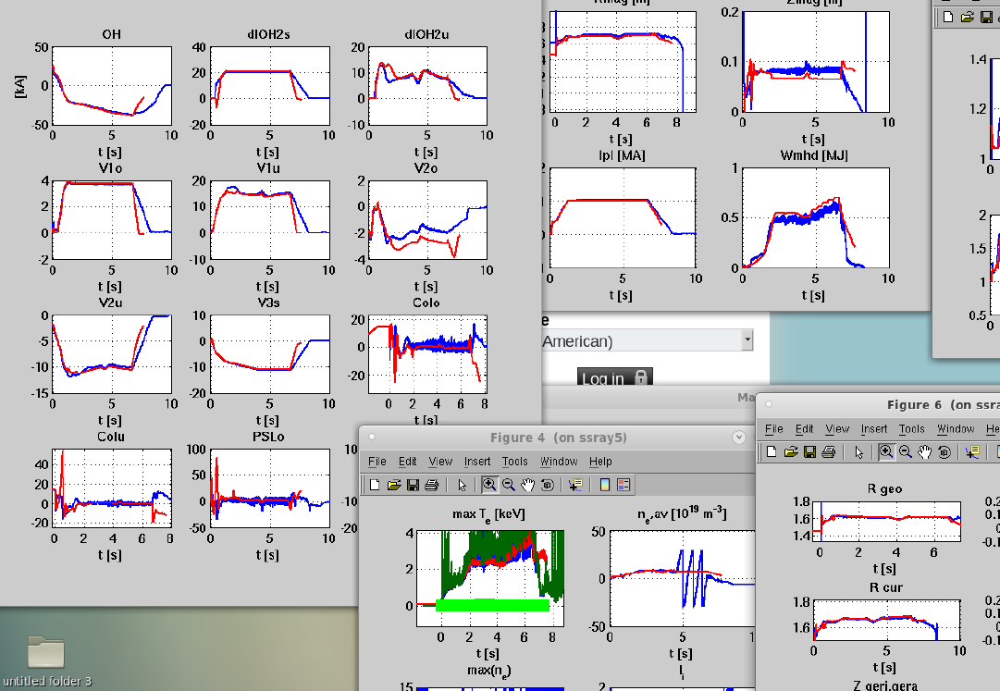 Rmag [m]
Zmag [m]
OH
dIOH2s
dIOH2u
[kA]
50
0
-50
0 5 10
t [s]
40
20
0
-20
0 5 10
t [s]
20
10
0
-10
0 5 10
t [s]
0 2 4 6 8
t [s]
0.2
0.1
0
0 5 10
t [s]
1.4
1.2
1
0
V1o
V1u
V2o
4
2
0
-2
0 5 10
t [s]
20
10
0
-10
0 5 10
t [s]
2
0
-2
-4
0 5 10
t [s]
Ipl [MA]
Wmhd [MJ]
0 5 10
t [s]
1
0.5
0
0 5 10
t [s]
2
1.5
1
0.5
0
V2u
V3s
CoIo
0
-5
-10
-15
0 5 10
t [s]
10
0
-10
-20
0 5 10
t [s]
20
0
-20
0 2 4 6 8
t [s]
e
American)
Log in
Ma
CoIu
PSLo
40
20
0
-20
0 2 4 6 8
t [s]
100
50
0
-50
0 5 10
t [s]
10
-10
-20
Figure 4 (on ssray5)
File Edit View Insert Tools Window Help
max Te [keV]
4
2
0
0 2 4 6 8
t [s]
max(ne)
15
ne,av [10^19 m^-3]
50
0
-50
0 5 1
t [s]
li
2
Figure 6 (on ssra
File Edit View Insert Tools Window He
R geo
1.8
1.6
1.4
0 2 4 6
t [s]
0.2
0.1
0
-0.1
R cur
1.8
1.6
0 5 10
t [s]
0.2
0.1
0
-0.1
Z geri,gera
untitled folder 3